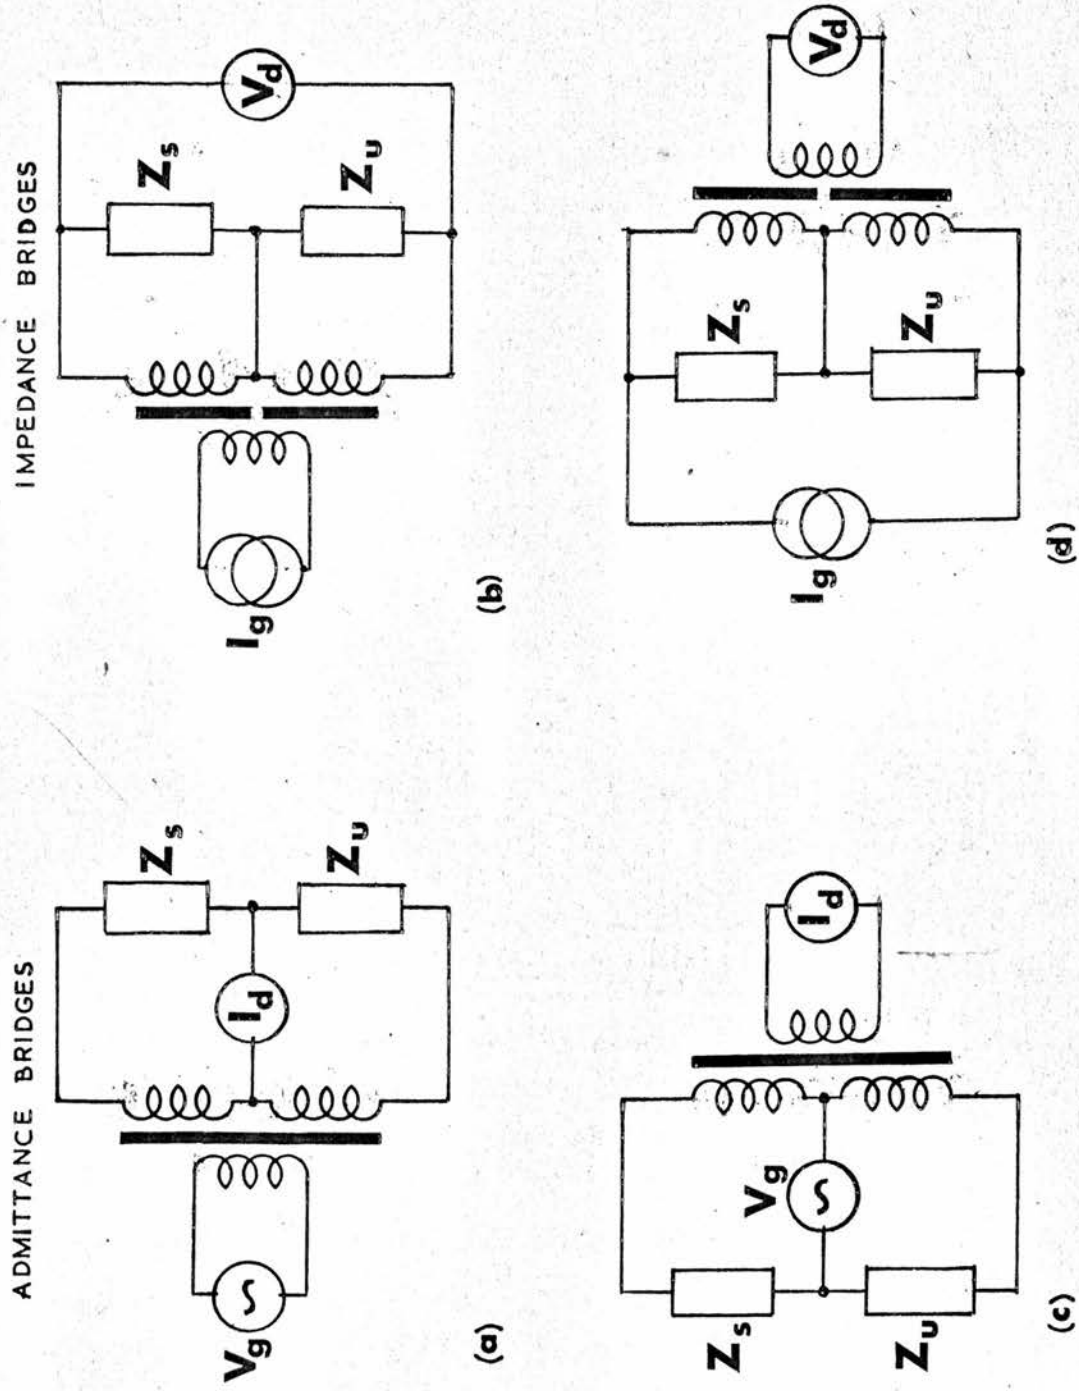 ADMITTANCE BRIDGES
IMPEDANCE BRIDGES
Vg
Id
Zs
Zu
(a)
Ig
Zs
Zu
Vd
(b)
Zs
Zu
Vg
Id
(c)
Ig
Zs
Zu
Vd
(d)